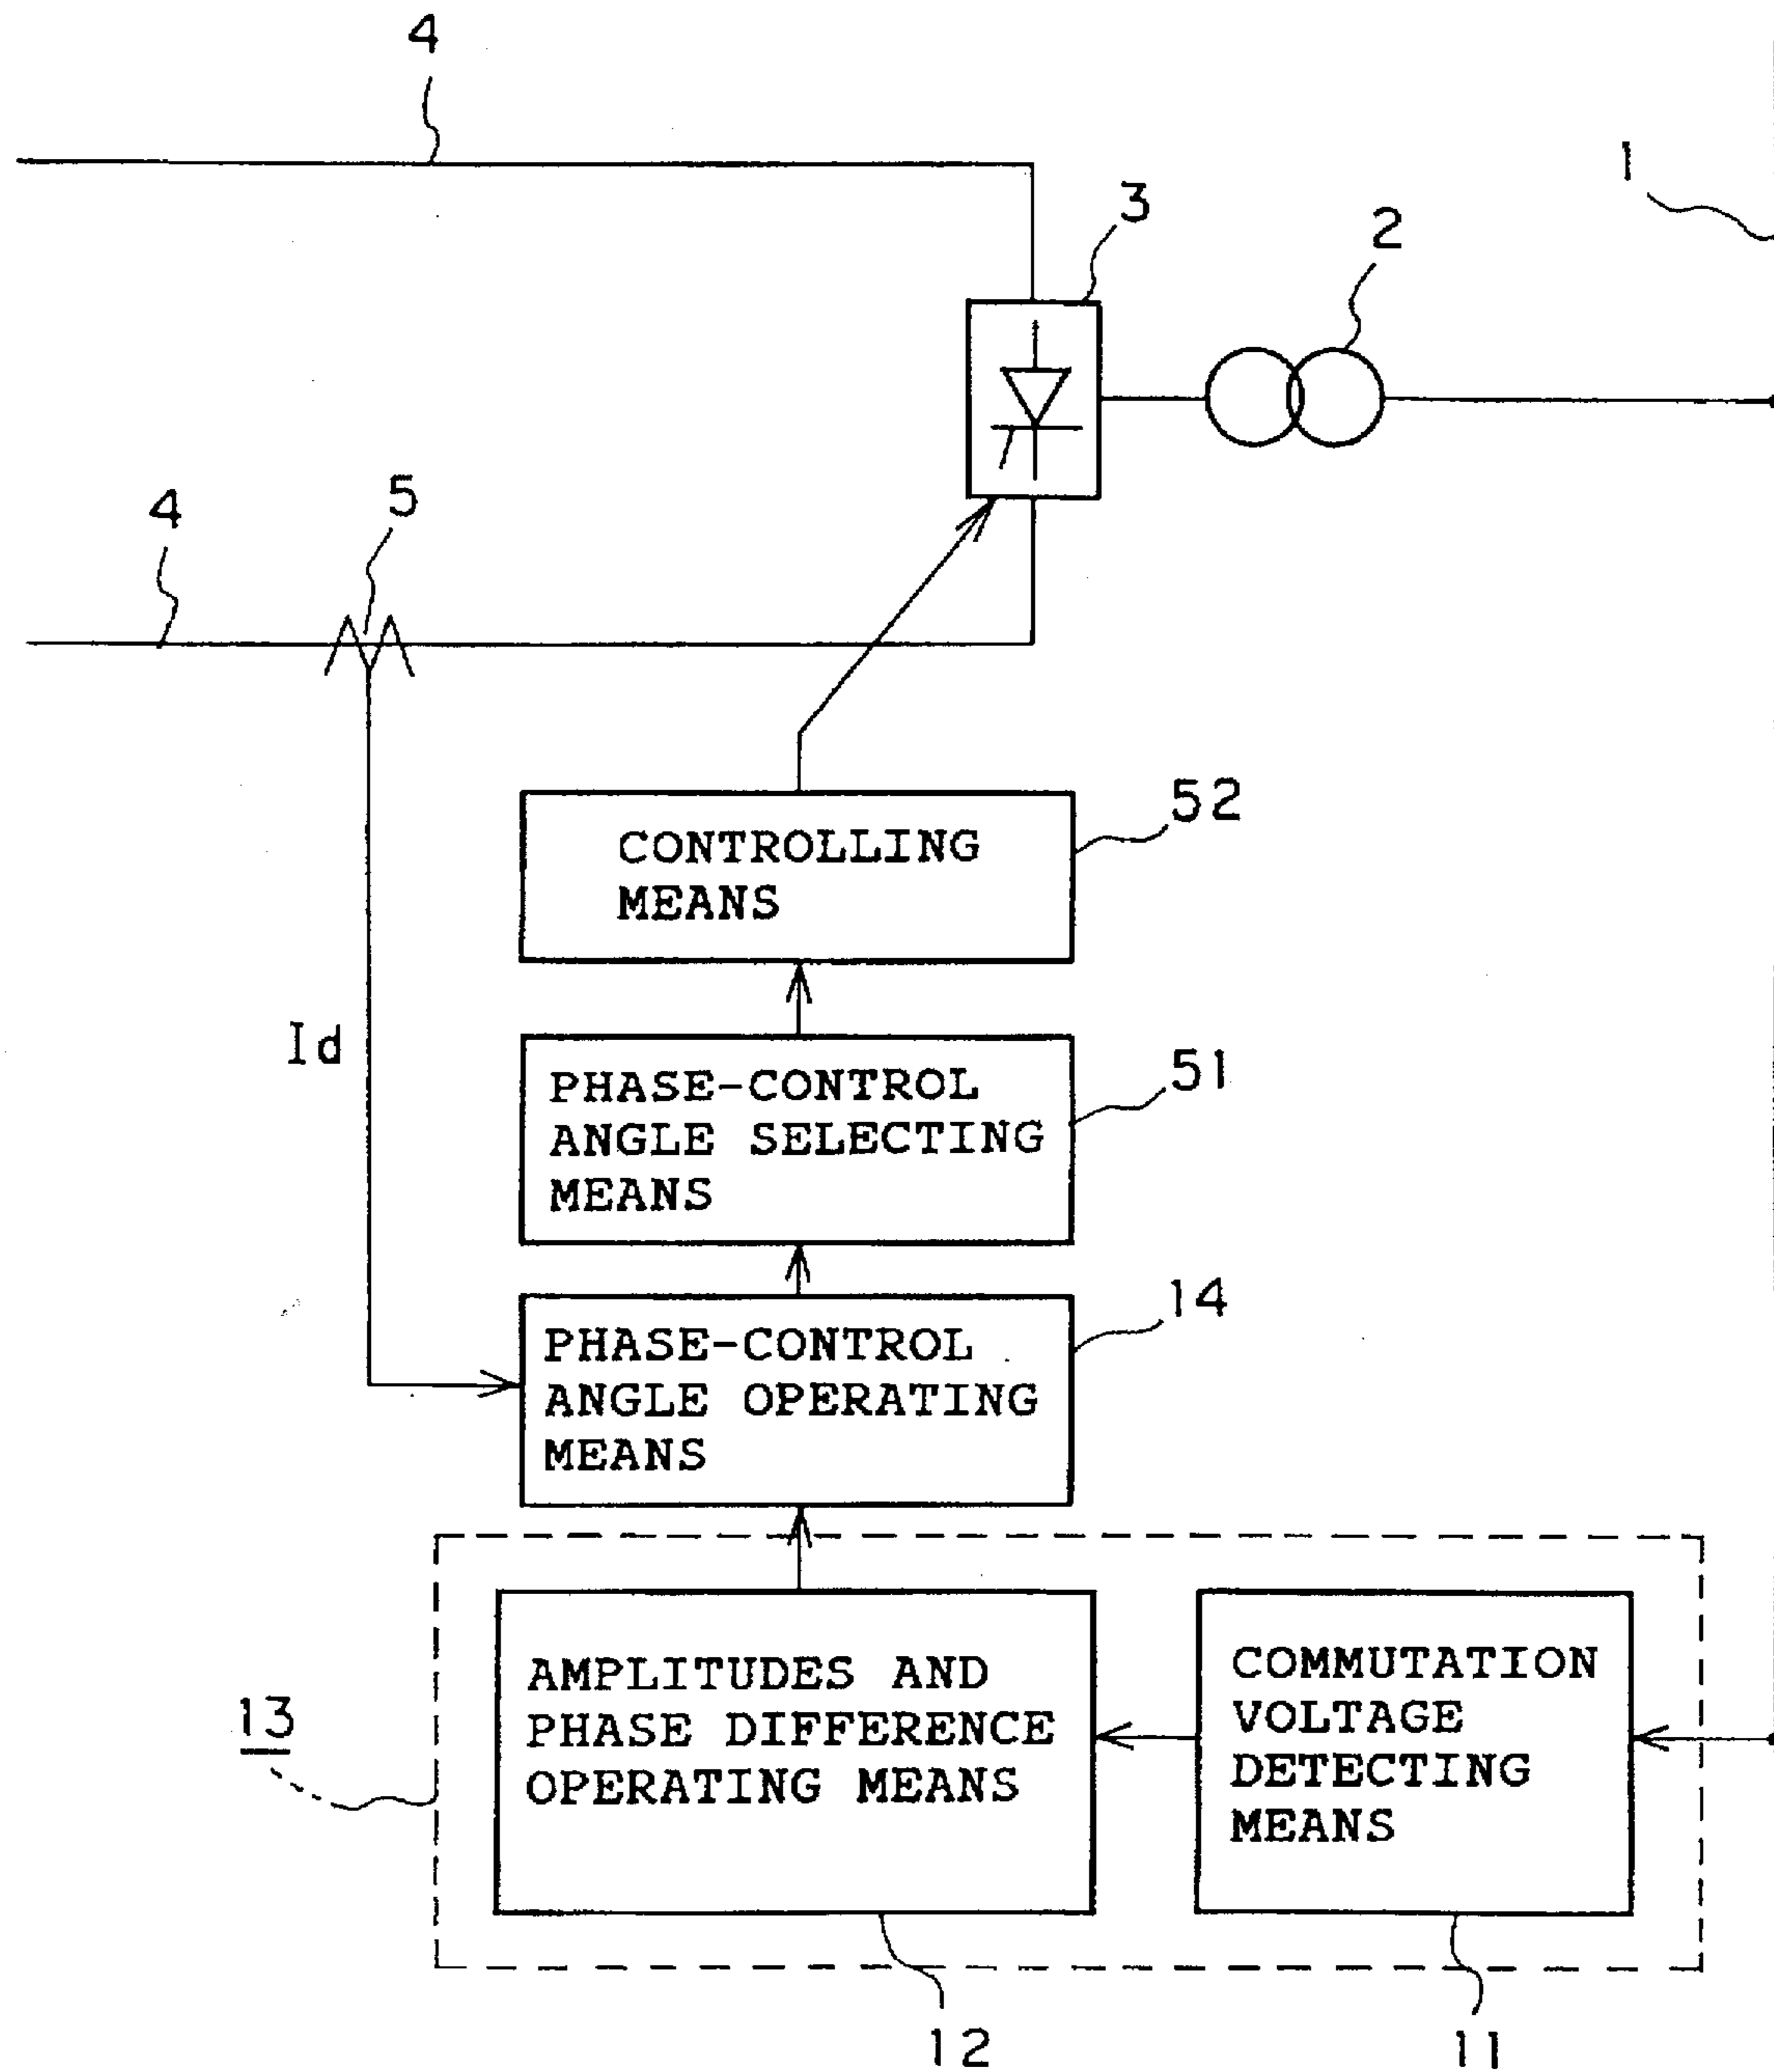 4
1
3
2
4
5
CONTROLLING
MEANS
52
Id
PHASE-CONTROL
ANGLE SELECTING
MEANS
51
PHASE-CONTROL
ANGLE OPERATING
MEANS
14
13
AMPLITUDES AND
PHASE DIFFERENCE
OPERATING MEANS
COMMUTATION
VOLTAGE
DETECTING
MEANS
12
11